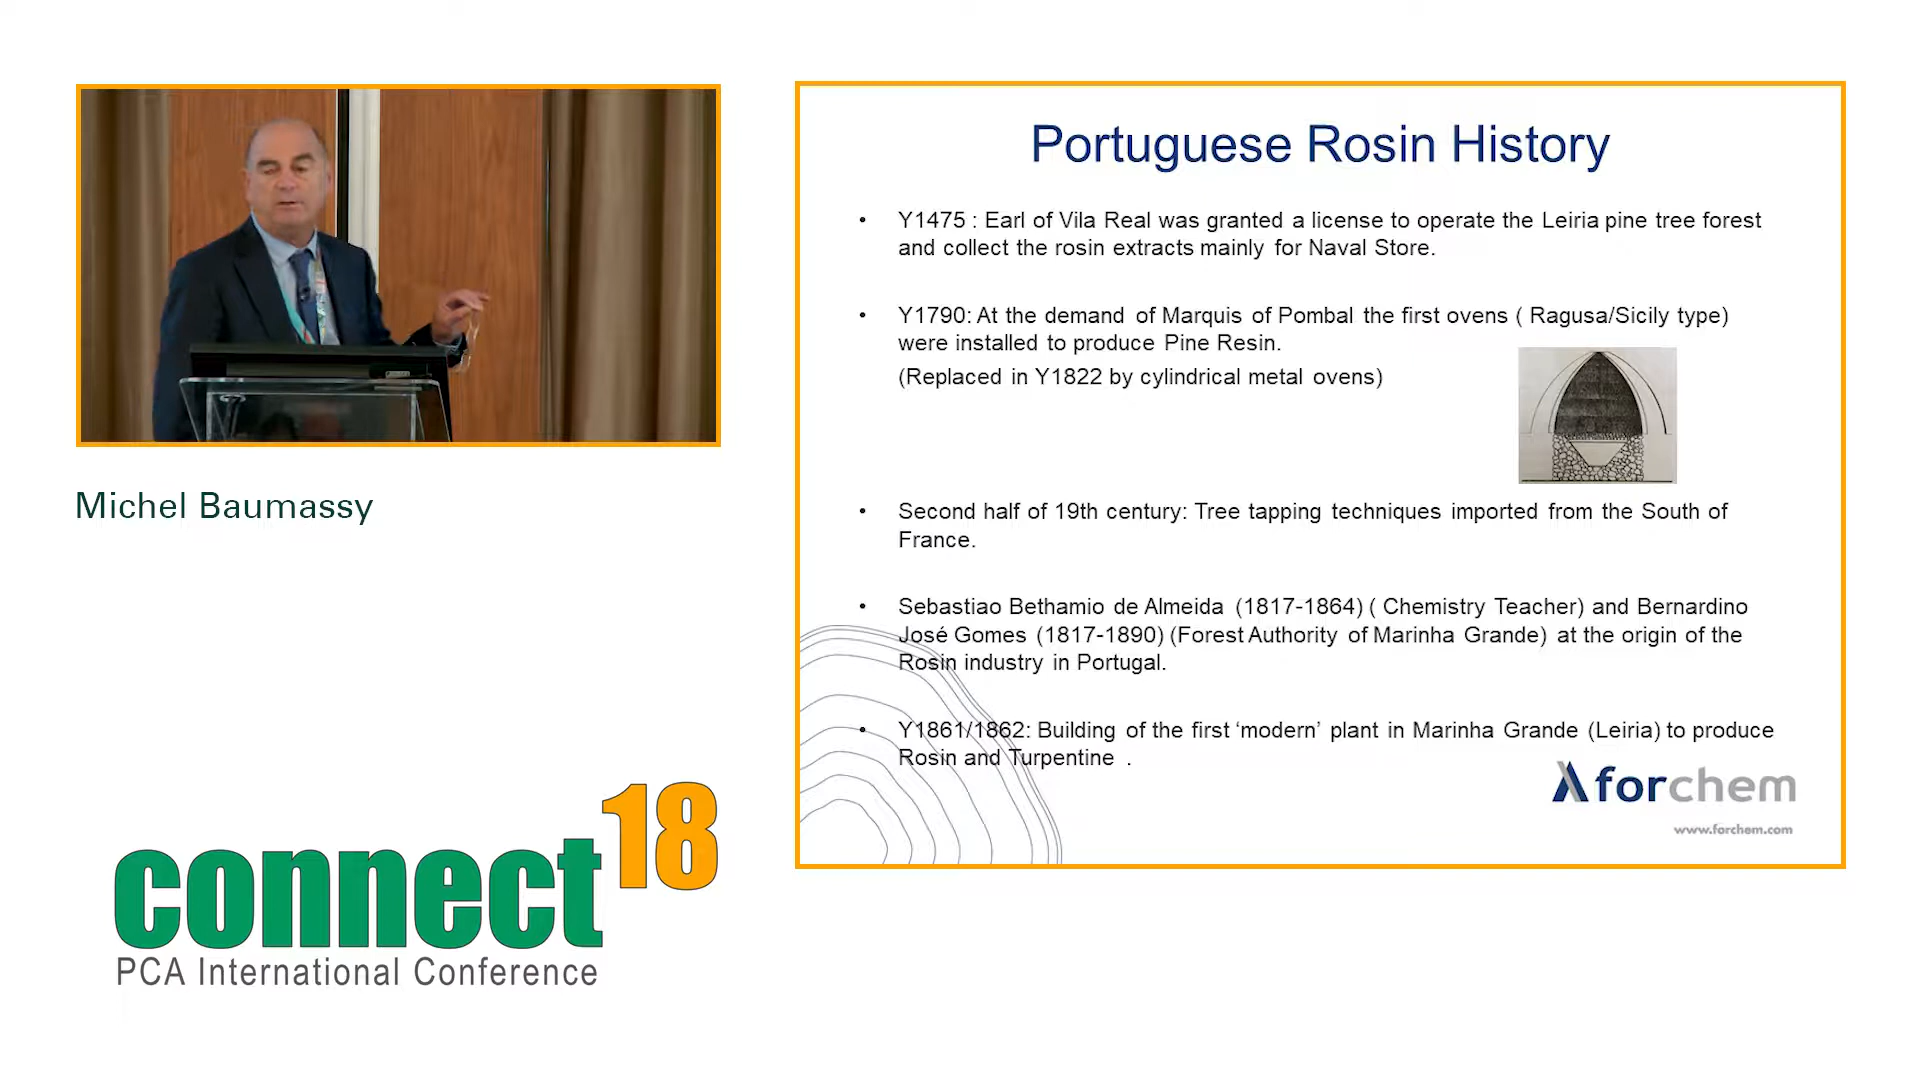 Portuguese Rosin History
• Y1475 : Earl of Vila Real was granted a license to operate the Leiria pine tree forest
and collect the rosin extracts mainly for Naval Store.
• Y1790: At the demand of Marquis of Pombal the first ovens ( Ragusa/Sicily type)
were installed to produce Pine Resin.
(Replaced in Y1822 by cylindrical metal ovens)
• Second half of 19th century: Tree tapping techniques imported from the South of
France.
• Sebastiao Bethamio de Almeida (1817-1864) ( Chemistry Teacher) and Bernardino
José Gomes (1817-1890) (Forest Authority of Marinha Grande) at the origin of the
Rosin industry in Portugal.
• Y1861/1862: Building of the first ‘modern’ plant in Marinha Grande (Leiria) to produce
Rosin and Turpentine .
forchem
www.forchem.com
Michel Baumassy
connect18
PCA International Conference